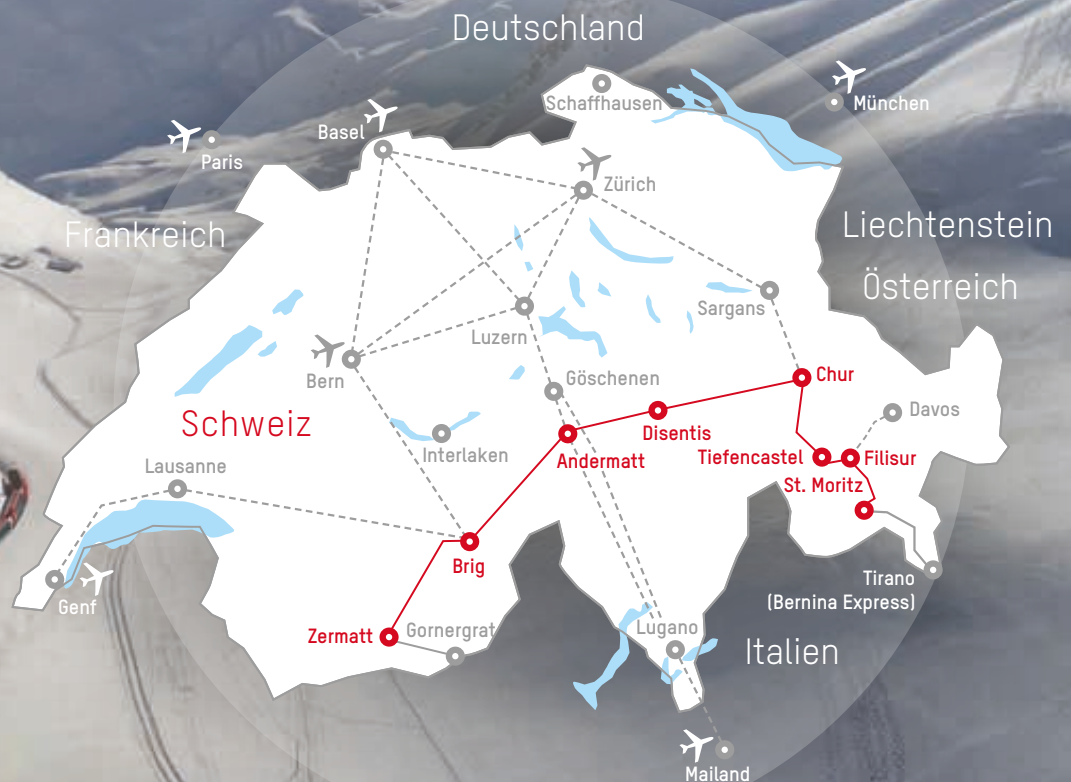 Deutschland
Schaffhausen
München
Basel
Paris
Zürich
Frankreich
Liechtenstein
Österreich
Sargans
Luzern
Bern
Göschenen
Chur
Schweiz
Davos
Disentis
Interlaken
Andermatt
Tiefencastel
Filisur
Lausanne
St. Moritz
Brig
Tirano
(Bernina Express)
Genf
Zermatt
Gornergrat
Lugano
Italien
Mailand